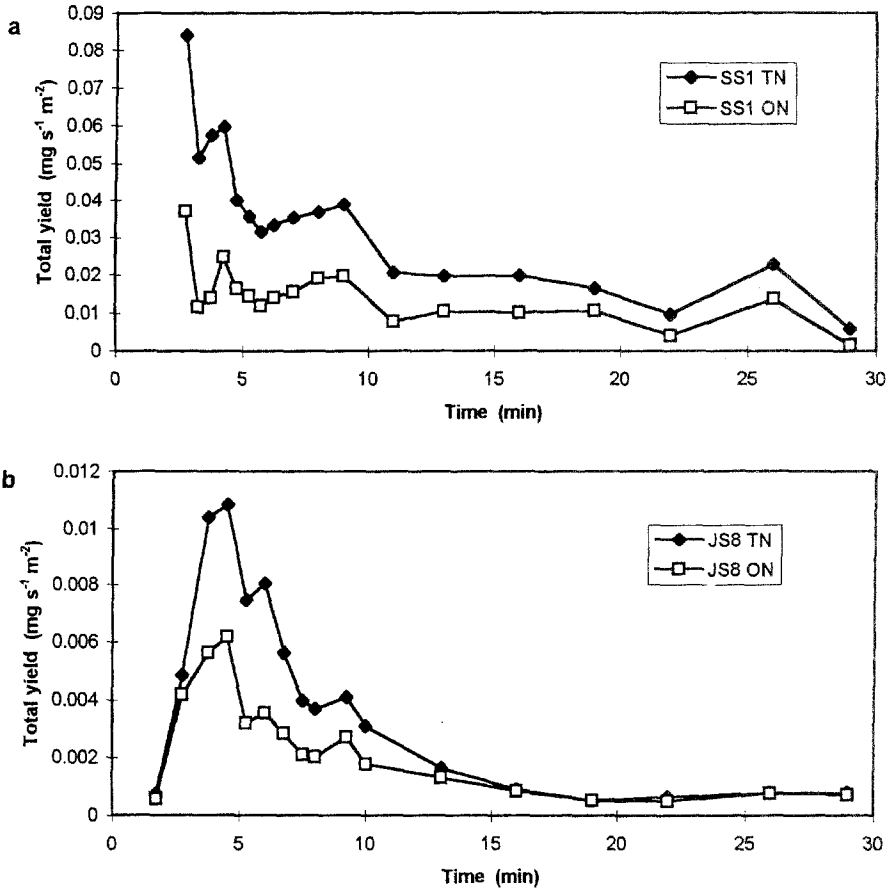 a
Total yield (mg s⁻¹ m⁻²)
0.09
0.08
0.07
0.06
0.05
0.04
0.03
0.02
0.01
0
SS1 TN
SS1 ON
0 5 10 15 20 25 30
Time (min)
b
Total yield (mg s⁻¹ m⁻²)
0.012
0.01
0.008
0.006
0.004
0.002
0
JS8 TN
JS8 ON
0 5 10 15 20 25 30
Time (min)